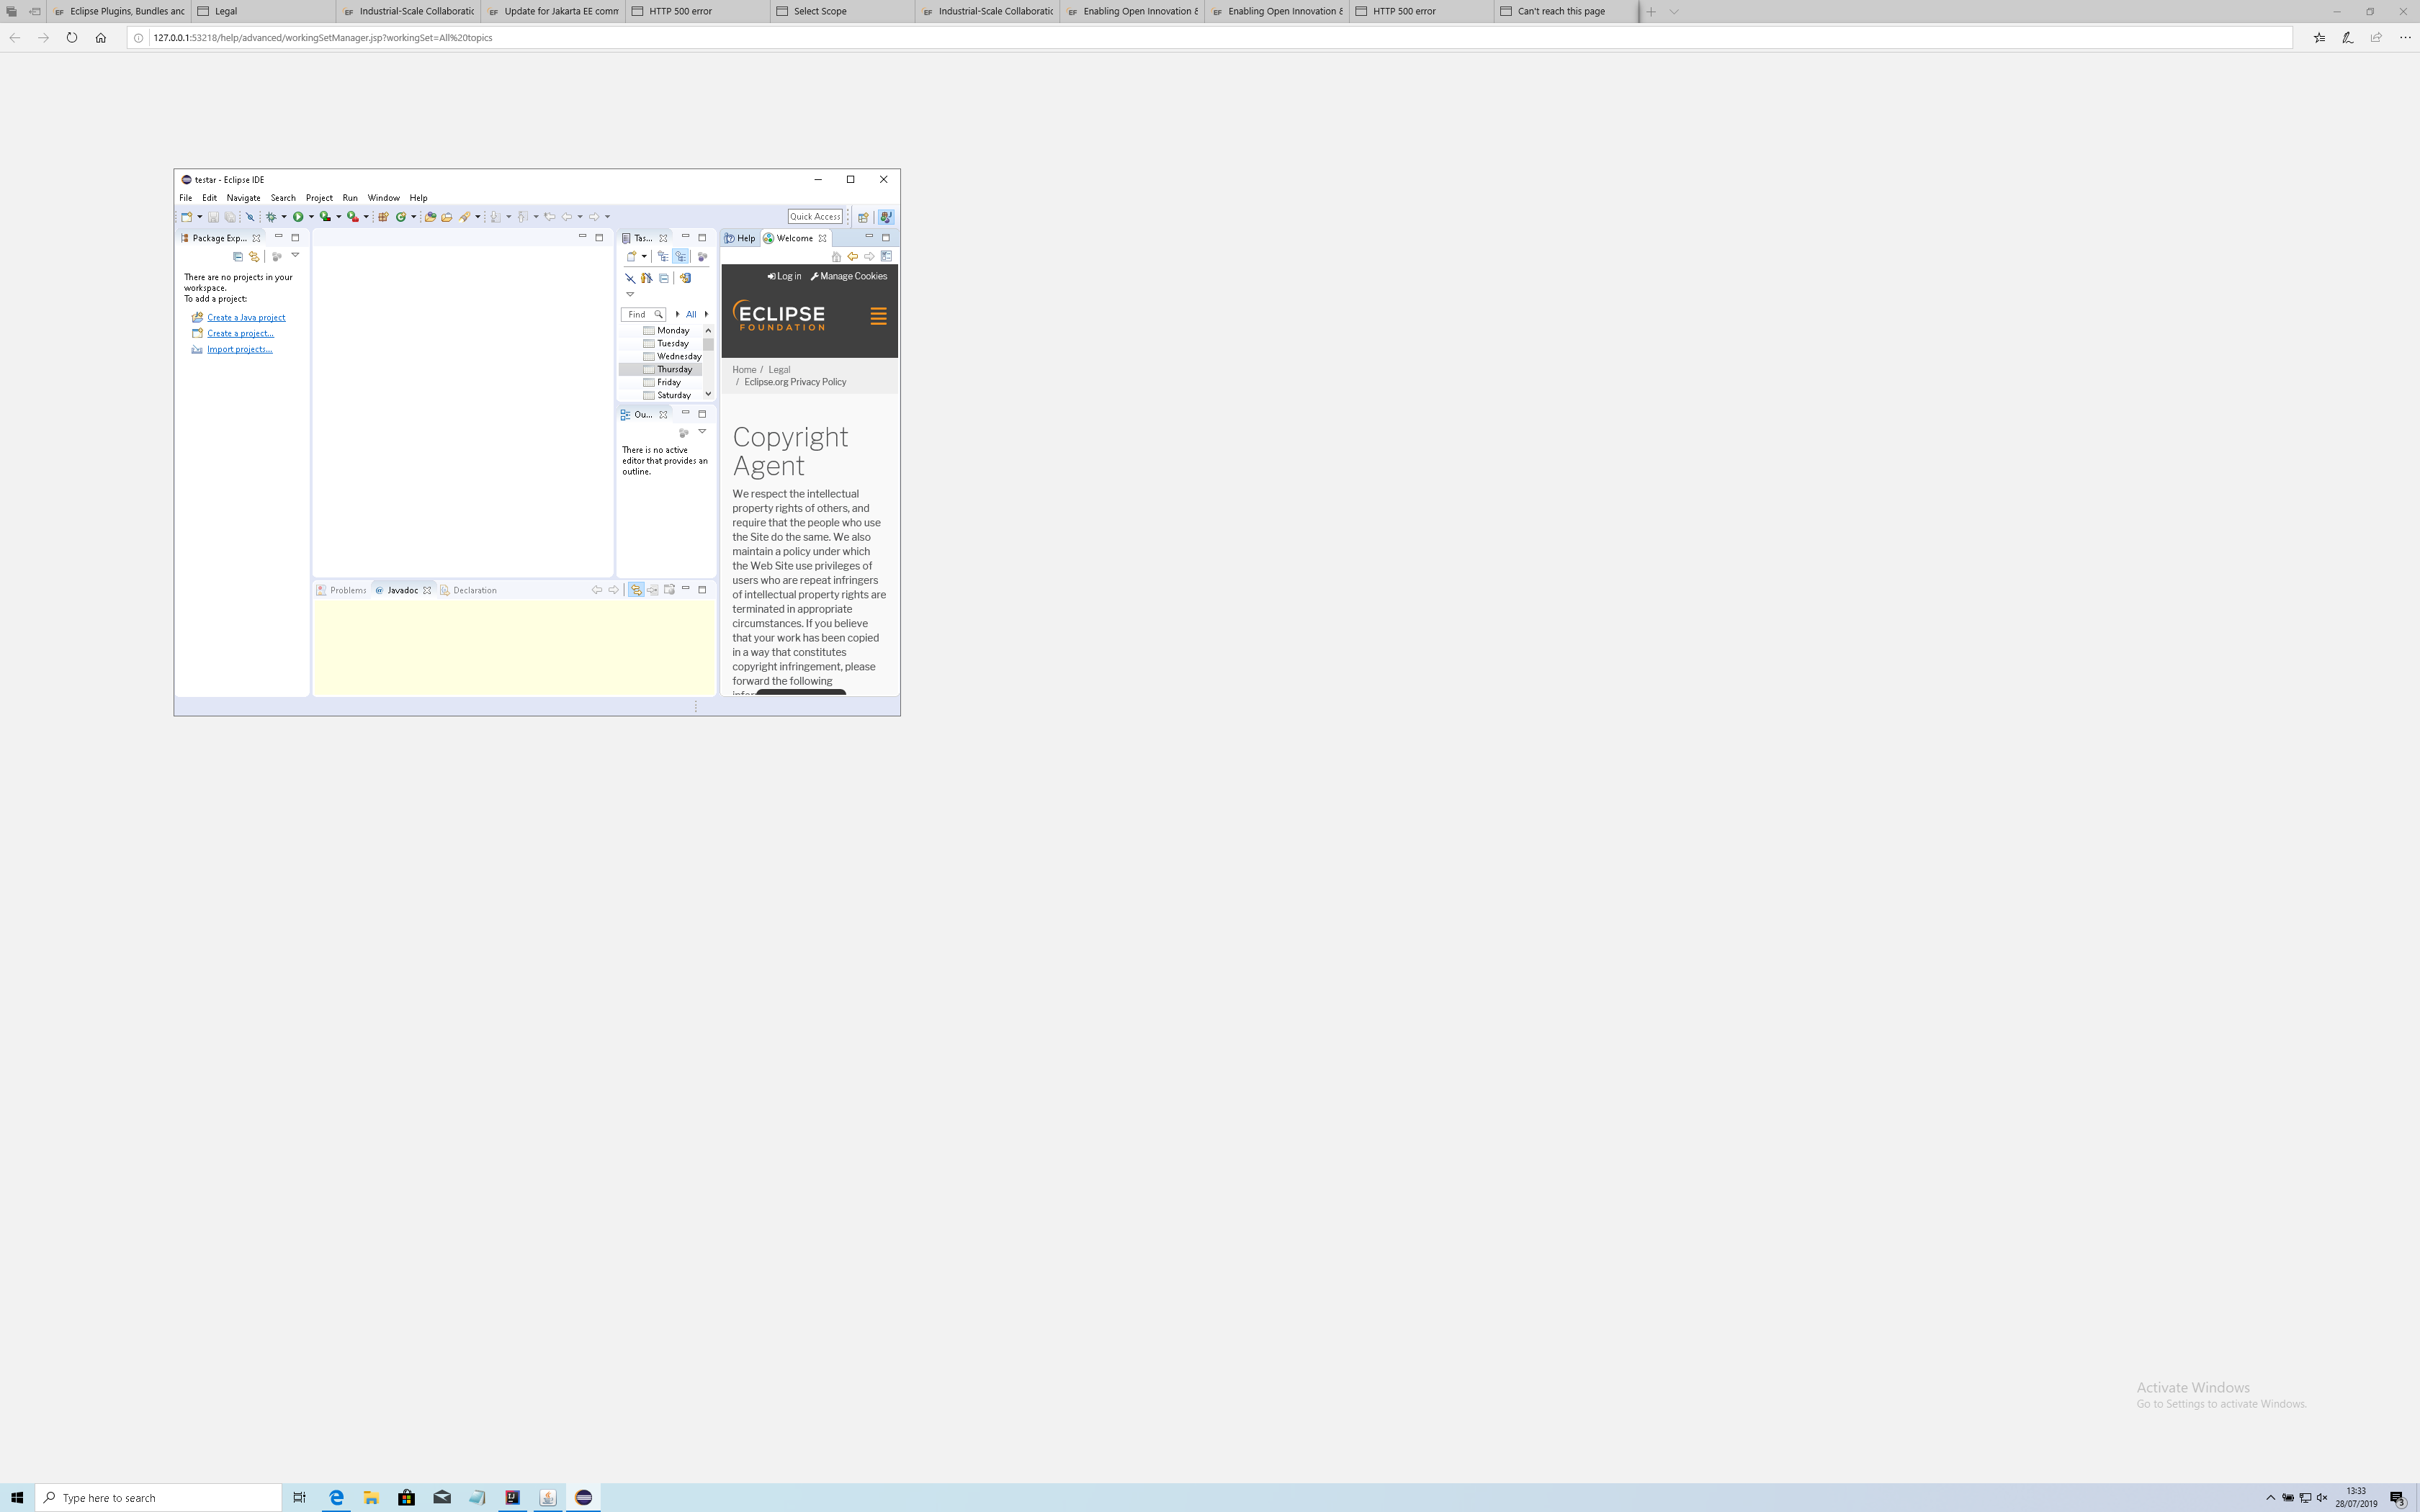 Eclipse Plugins, Bundles and
Legal
Industrial-Scale Collaboratic
Update for Jakarta EE comm
HTTP 500 error
Select Scope
Industrial-Scale Collaboratic
Enabling Open Innovation &
Enabling Open Innovation &
HTTP 500 error
Can't reach this page
127.0.0.1:53218/help/advanced/workingSetManager.jsp?workingSet=All%20topics
testar - Eclipse IDE
File Edit Navigate Search Project Run Window Help
Quick Access
Package Exp...
There are no projects in your
workspace.
To add a project:
Create a Java project
Create a project...
Import projects...
Tas...
Find
All
Monday
Tuesday
Wednesday
Thursday
Friday
Saturday
Ou...
There is no active
editor that provides an
outline.
Problems
@ Javadoc
Declaration
Help
Welcome
Log in
Manage Cookies
ECLIPSE
FOUNDATION
Home / Legal
/ Eclipse.org Privacy Policy
Copyright
Agent
We respect the intellectual
property rights of others, and
require that the people who use
the Site do the same. We also
maintain a policy under which
the Web Site use privileges of
users who are repeat infringers
of intellectual property rights are
terminated in appropriate
circumstances. If you believe
that your work has been copied
in a way that constitutes
copyright infringement, please
forward the following
Activate Windows
Go to Settings to activate Windows.
Type here to search
13:33
28/07/2019
3